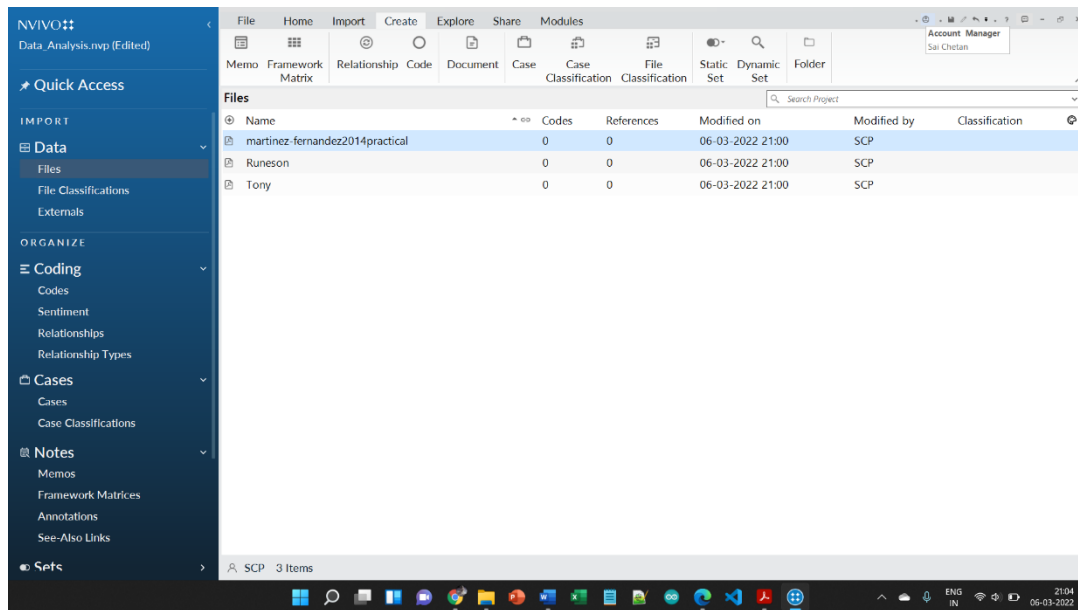 NVIVO
Data_Analysis.nvp (Edited)
Quick Access
IMPORT
Data
Files
File Classifications
Externals
ORGANIZE
Coding
Codes
Sentiment
Relationships
Relationship Types
Cases
Cases
Case Classifications
Notes
Memos
Framework Matrices
Annotations
See-Also Links
Sets
File Home Import Create Explore Share Modules
Account Manager
Sai Chetan
Memo Framework Matrix Relationship Code Document Case Case Classification File Classification Static Set Dynamic Set Folder
Files
Search Project
Name Codes References Modified on Modified by Classification
martinez-fernandez2014practical 0 0 06-03-2022 21:00 SCP
Runeson 0 0 06-03-2022 21:00 SCP
Tony 0 0 06-03-2022 21:00 SCP
SCP 3 Items
ENG IN 21:04 06-03-2022